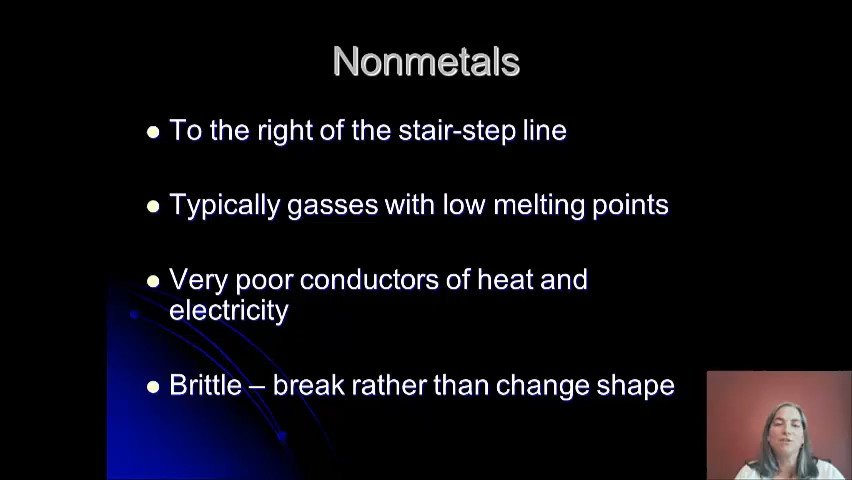 Nonmetals
To the right of the stair-step line
Typically gasses with low melting points
Very poor conductors of heat and
electricity
Brittle – break rather than change shape